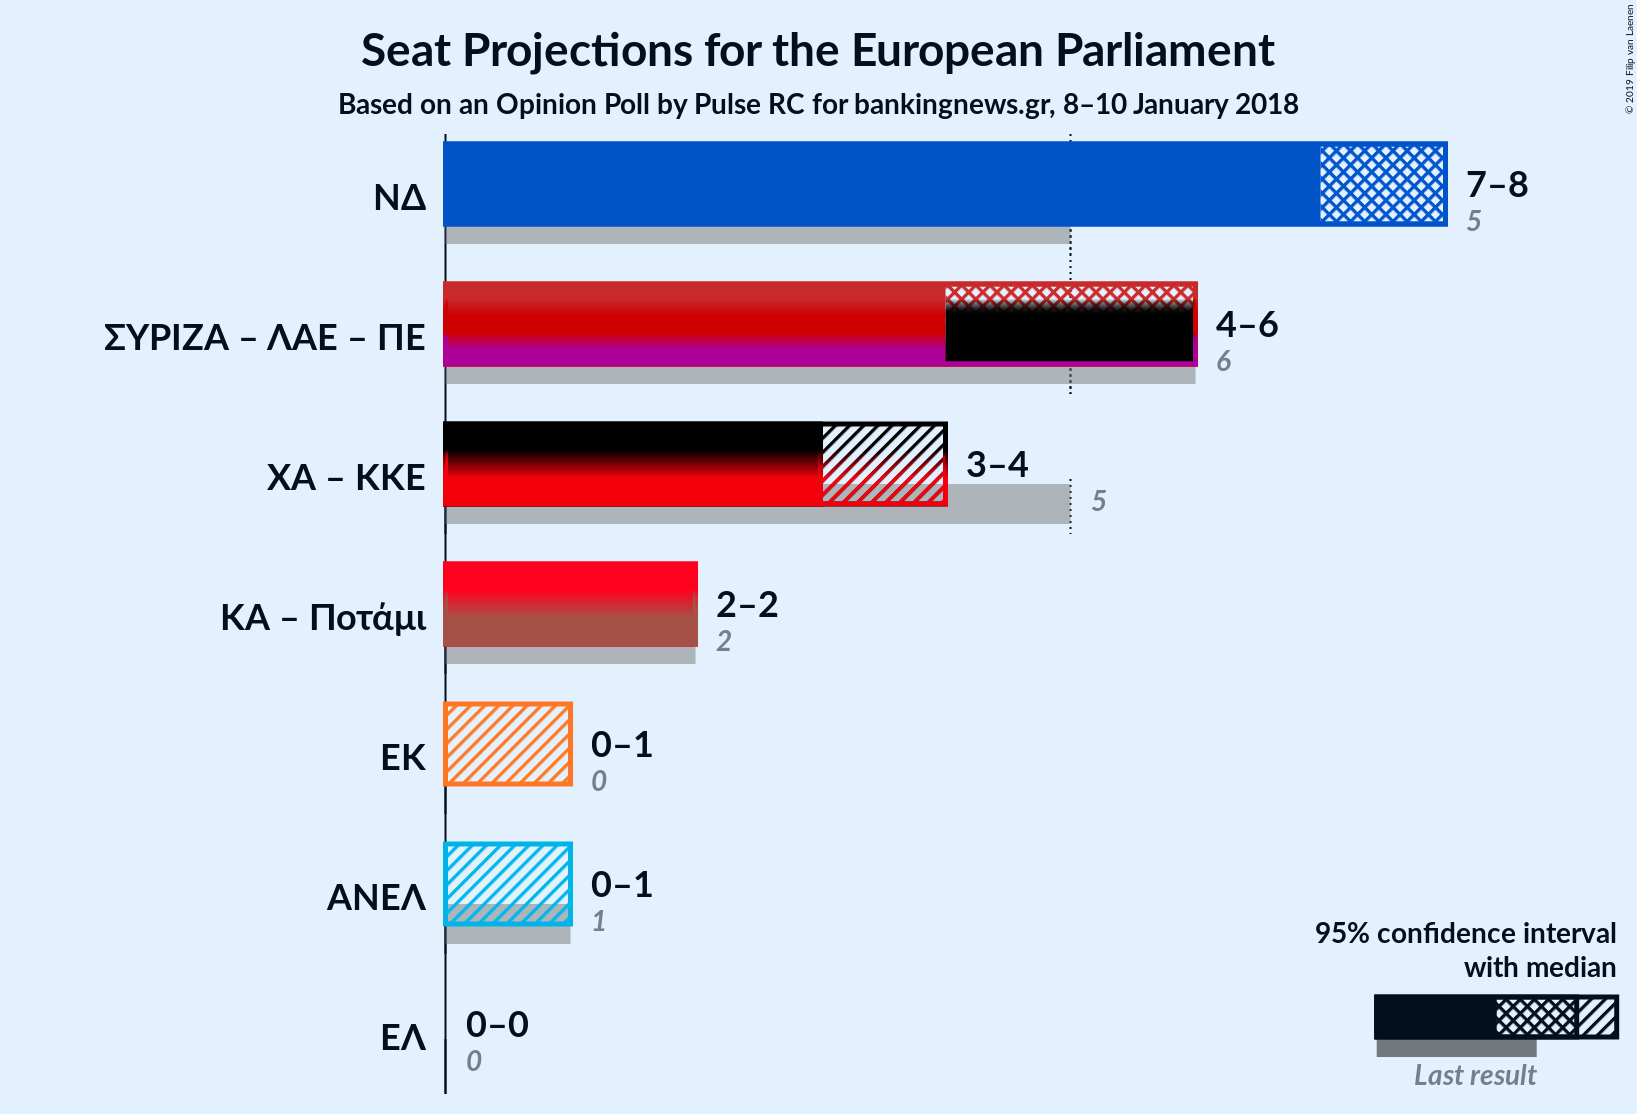 Seat Projections for the European Parliament
Based on an Opinion Poll by Pulse RC for bankingnews.gr, 8–10 January 2018
© 2019 Filip van Laenen
ΝΔ
7–8
5
ΣΥΡΙΖΑ – ΛΑΕ – ΠΕ
4–6
6
ΧΑ – ΚΚΕ
3–4
5
ΚΑ – Ποτάμι
2–2
2
ΕΚ
0–1
0
ΑΝΕΛ
0–1
1
ΕΛ
0–0
0
95% confidence interval
with median
Last result